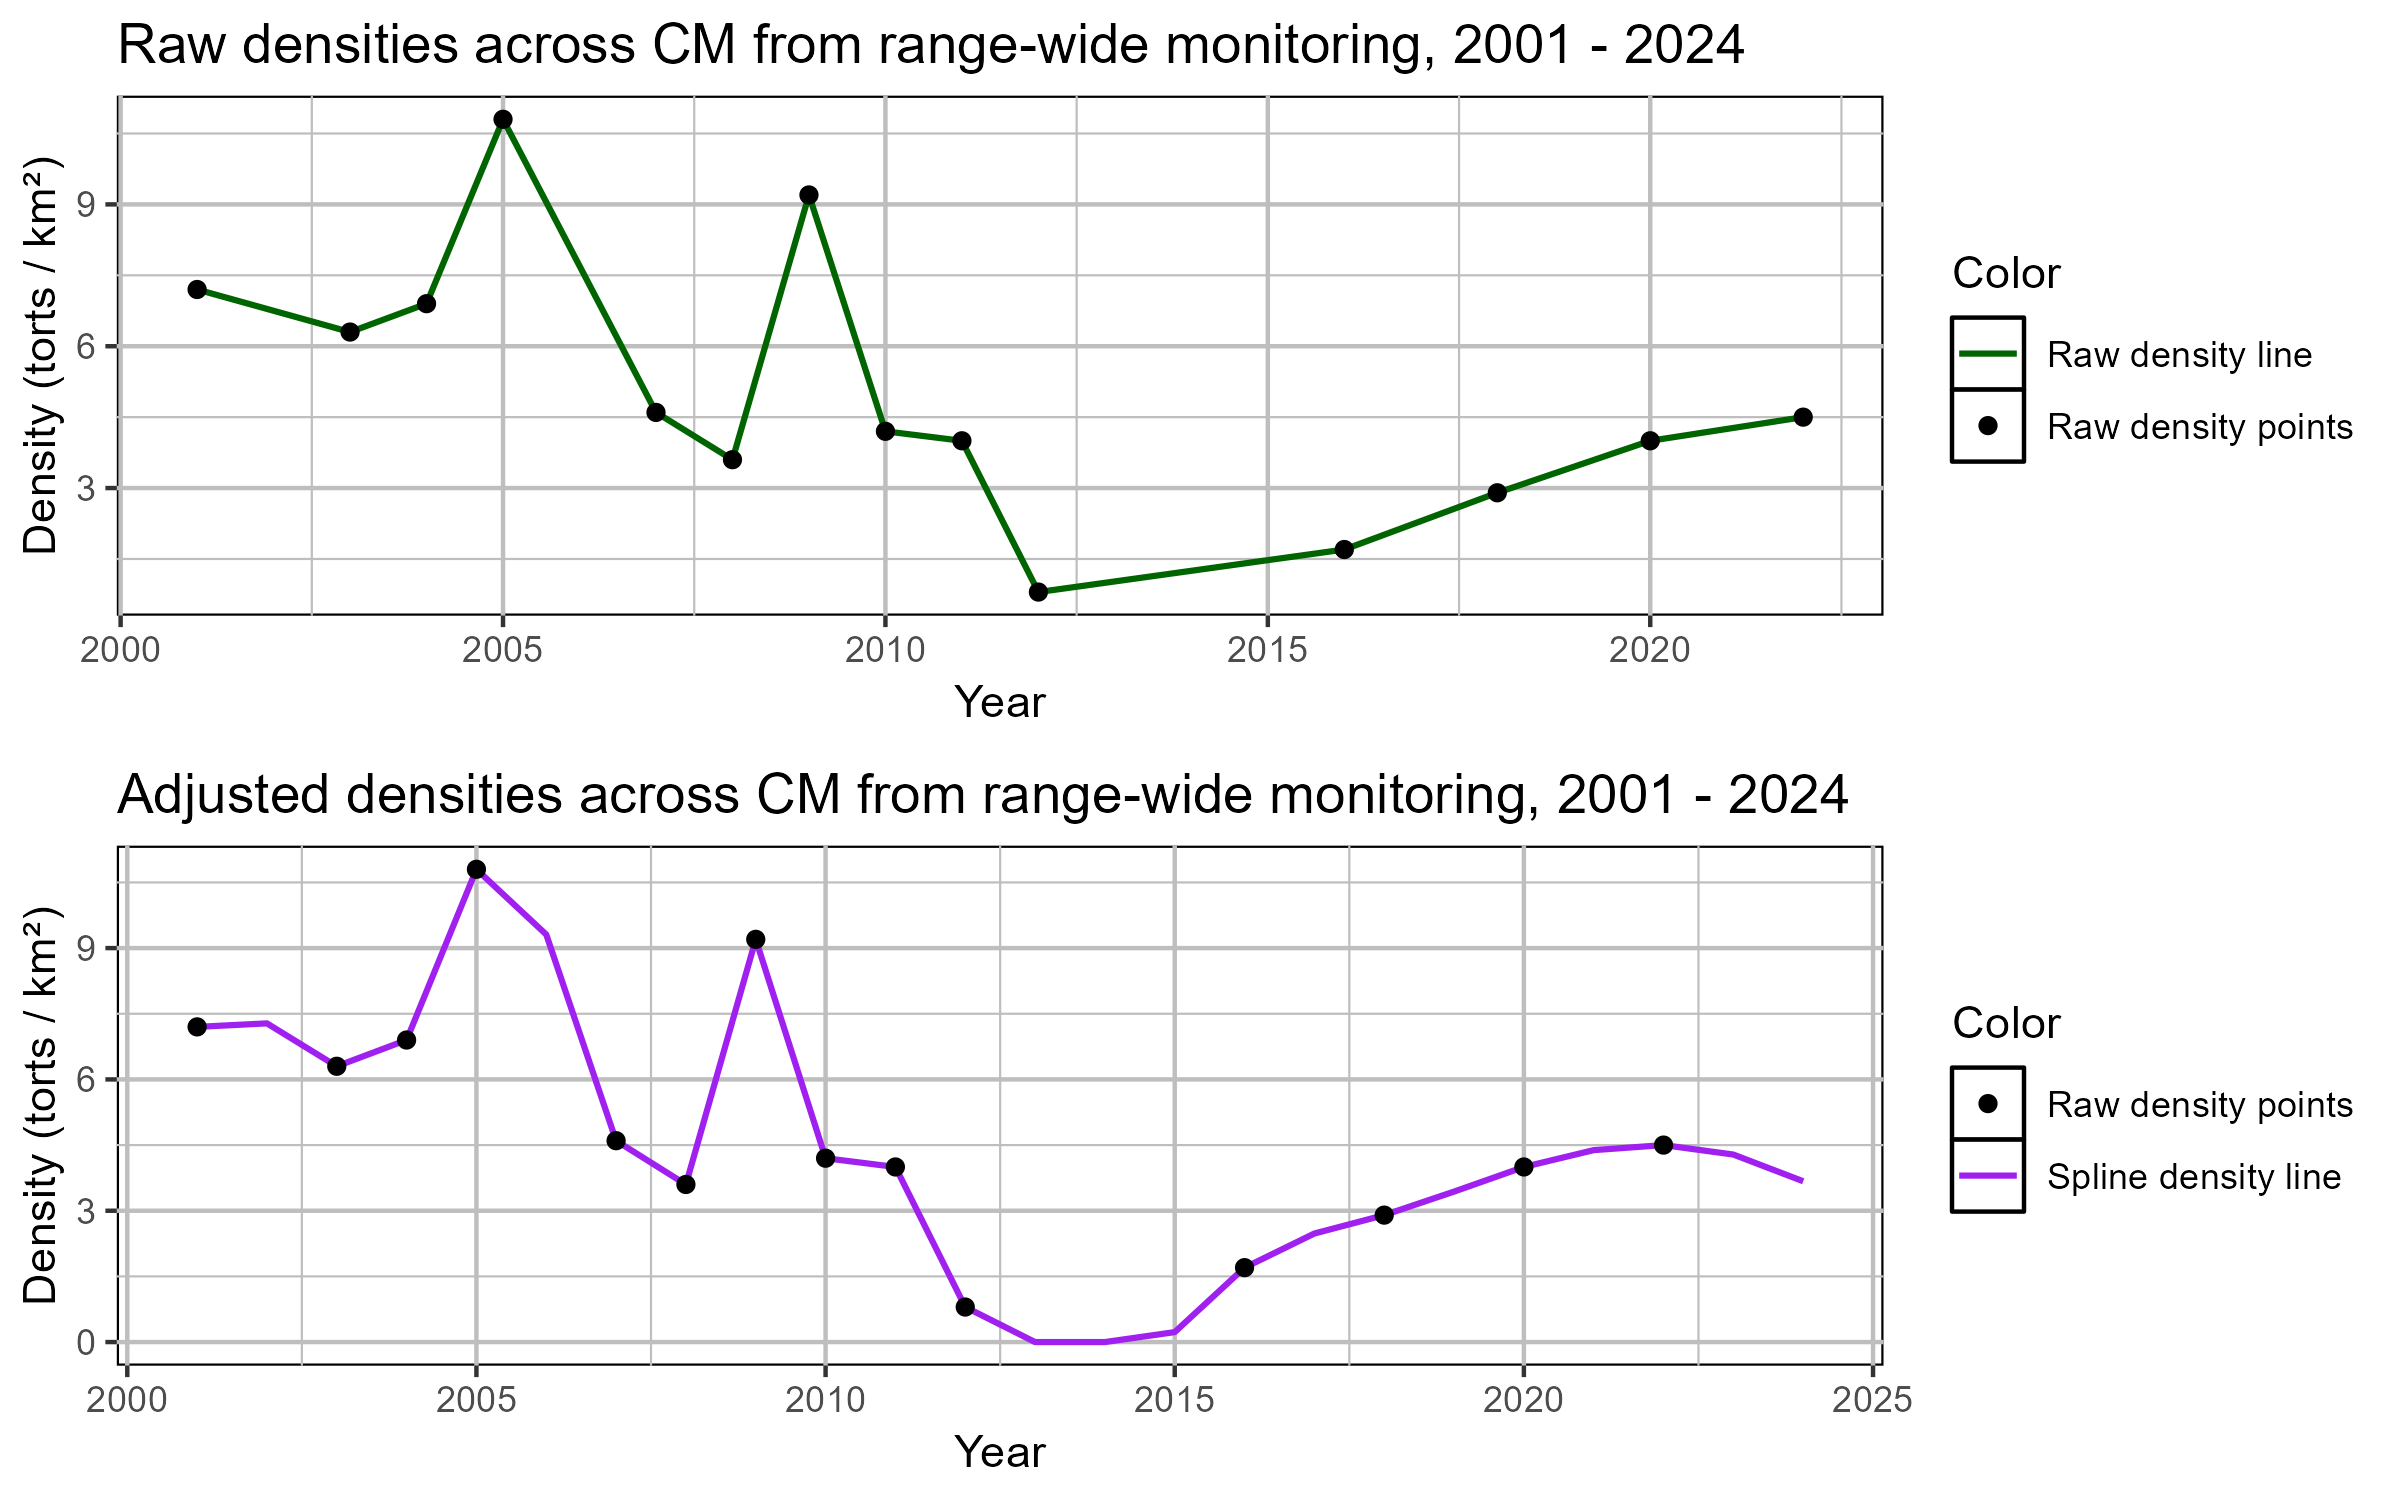 Raw densities across CM from range-wide monitoring, 2001 - 2024
Density (torts / km²)
9
6
3
2000 2005 2010 2015 2020
Year
Color
Raw density line
Raw density points
Adjusted densities across CM from range-wide monitoring, 2001 - 2024
Density (torts / km²)
9
6
3
0
2000 2005 2010 2015 2020 2025
Year
Color
Raw density points
Spline density line